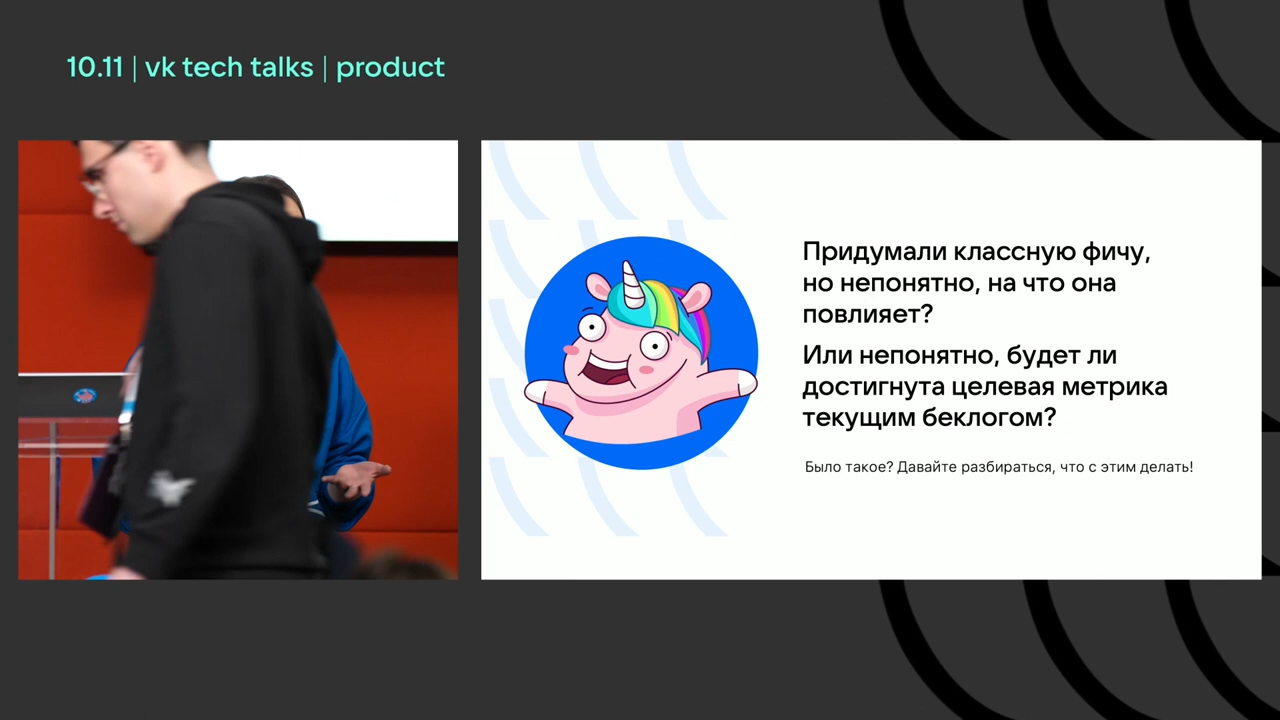 10.11 | vk tech talks | product
Придумали классную фичу,
но непонятно, на что она
повлияет?
Или непонятно, будет ли
достигнута целевая метрика
текущим беклогом?
Было такое? Давайте разбираться, что с этим делать!